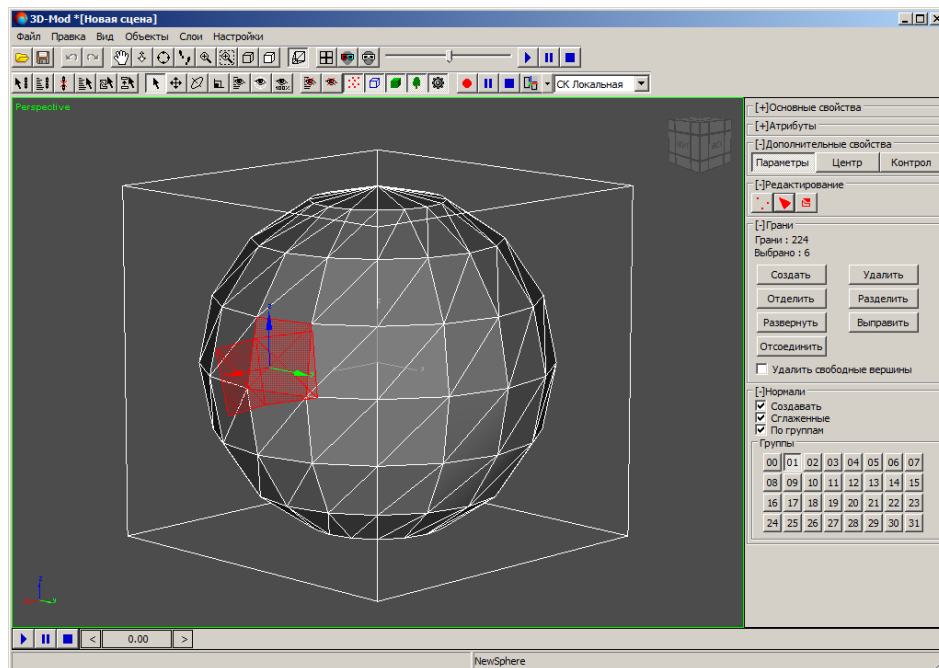 3D-Mod *[Новая сцена]
Файл Правка Вид Объекты Слои Настройки
СК Локальная
Perspective
[+]Основные свойства
[+]Атрибуты
[-]Дополнительные свойства
Параметры Центр Контрол
[-]Редактирование
[-]Грани
Грани : 224
Выбрано : 6
Создать Удалить
Отделить Разделить
Развернуть Выправить
Отсоединить
Удалить свободные вершины
[-]Нормали
Создавать
Сглаженные
По группам
Группы
00 01 02 03 04 05 06 07
08 09 10 11 12 13 14 15
16 17 18 19 20 21 22 23
24 25 26 27 28 29 30 31
z
y
< 0.00 >
NewSphere